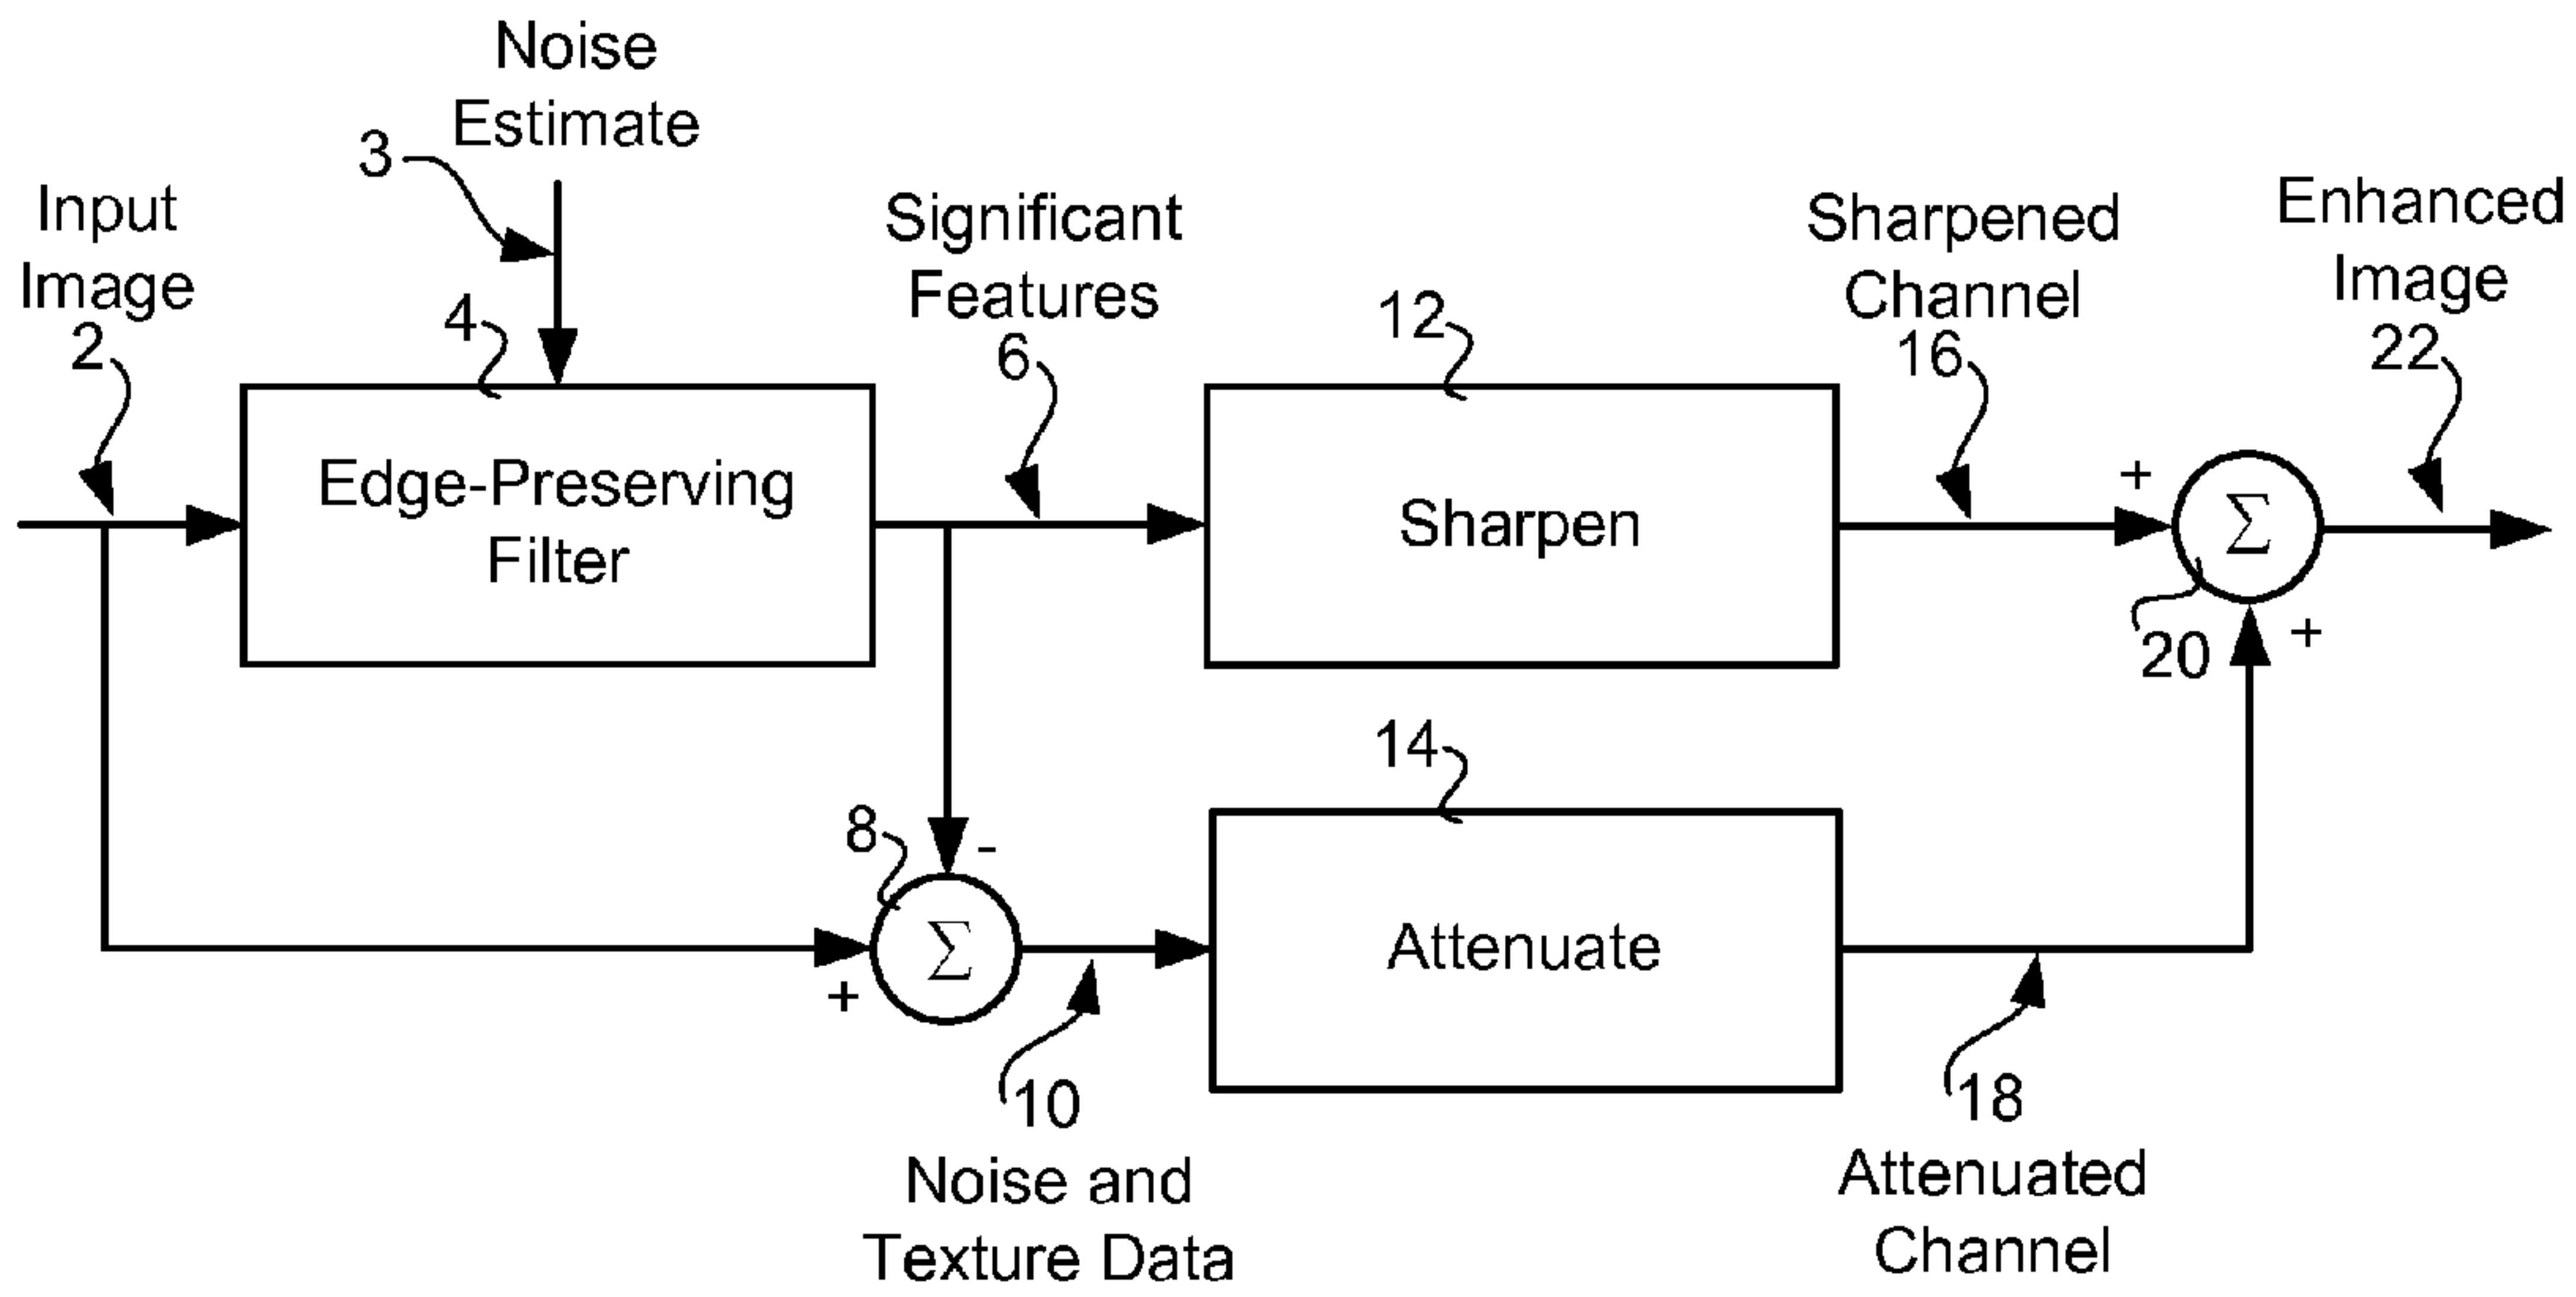 Noise
Estimate
3
Input
Image
2
4
Significant
Features
6
12
Sharpened
Channel
16
Enhanced
Image
22
Edge-Preserving
Filter
Sharpen
+
Σ
20
+
14
8
-
Σ
+
Attenuate
10
Noise and
Texture Data
18
Attenuated
Channel